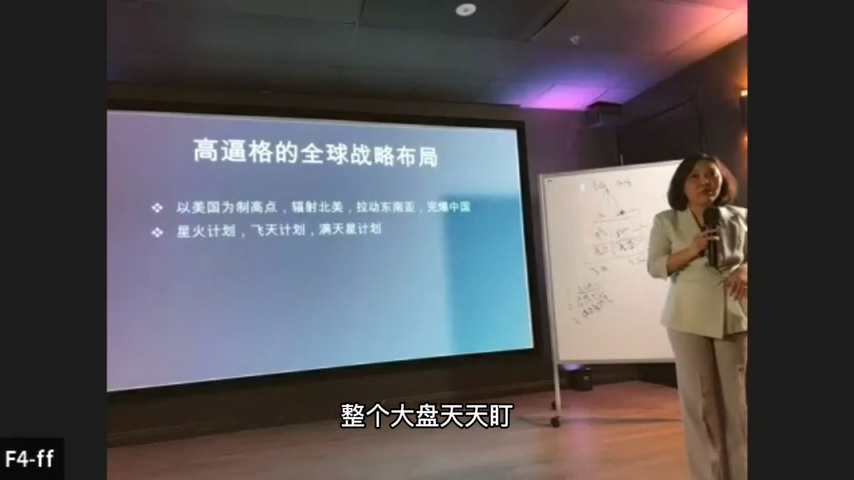 高逼格的全球战略布局
❖ 以美国为制高点，辐射北美，拉动东南亚，完爆中国
❖ 星火计划，飞天计划，满天星计划
整个大盘天天盯
F4-ff